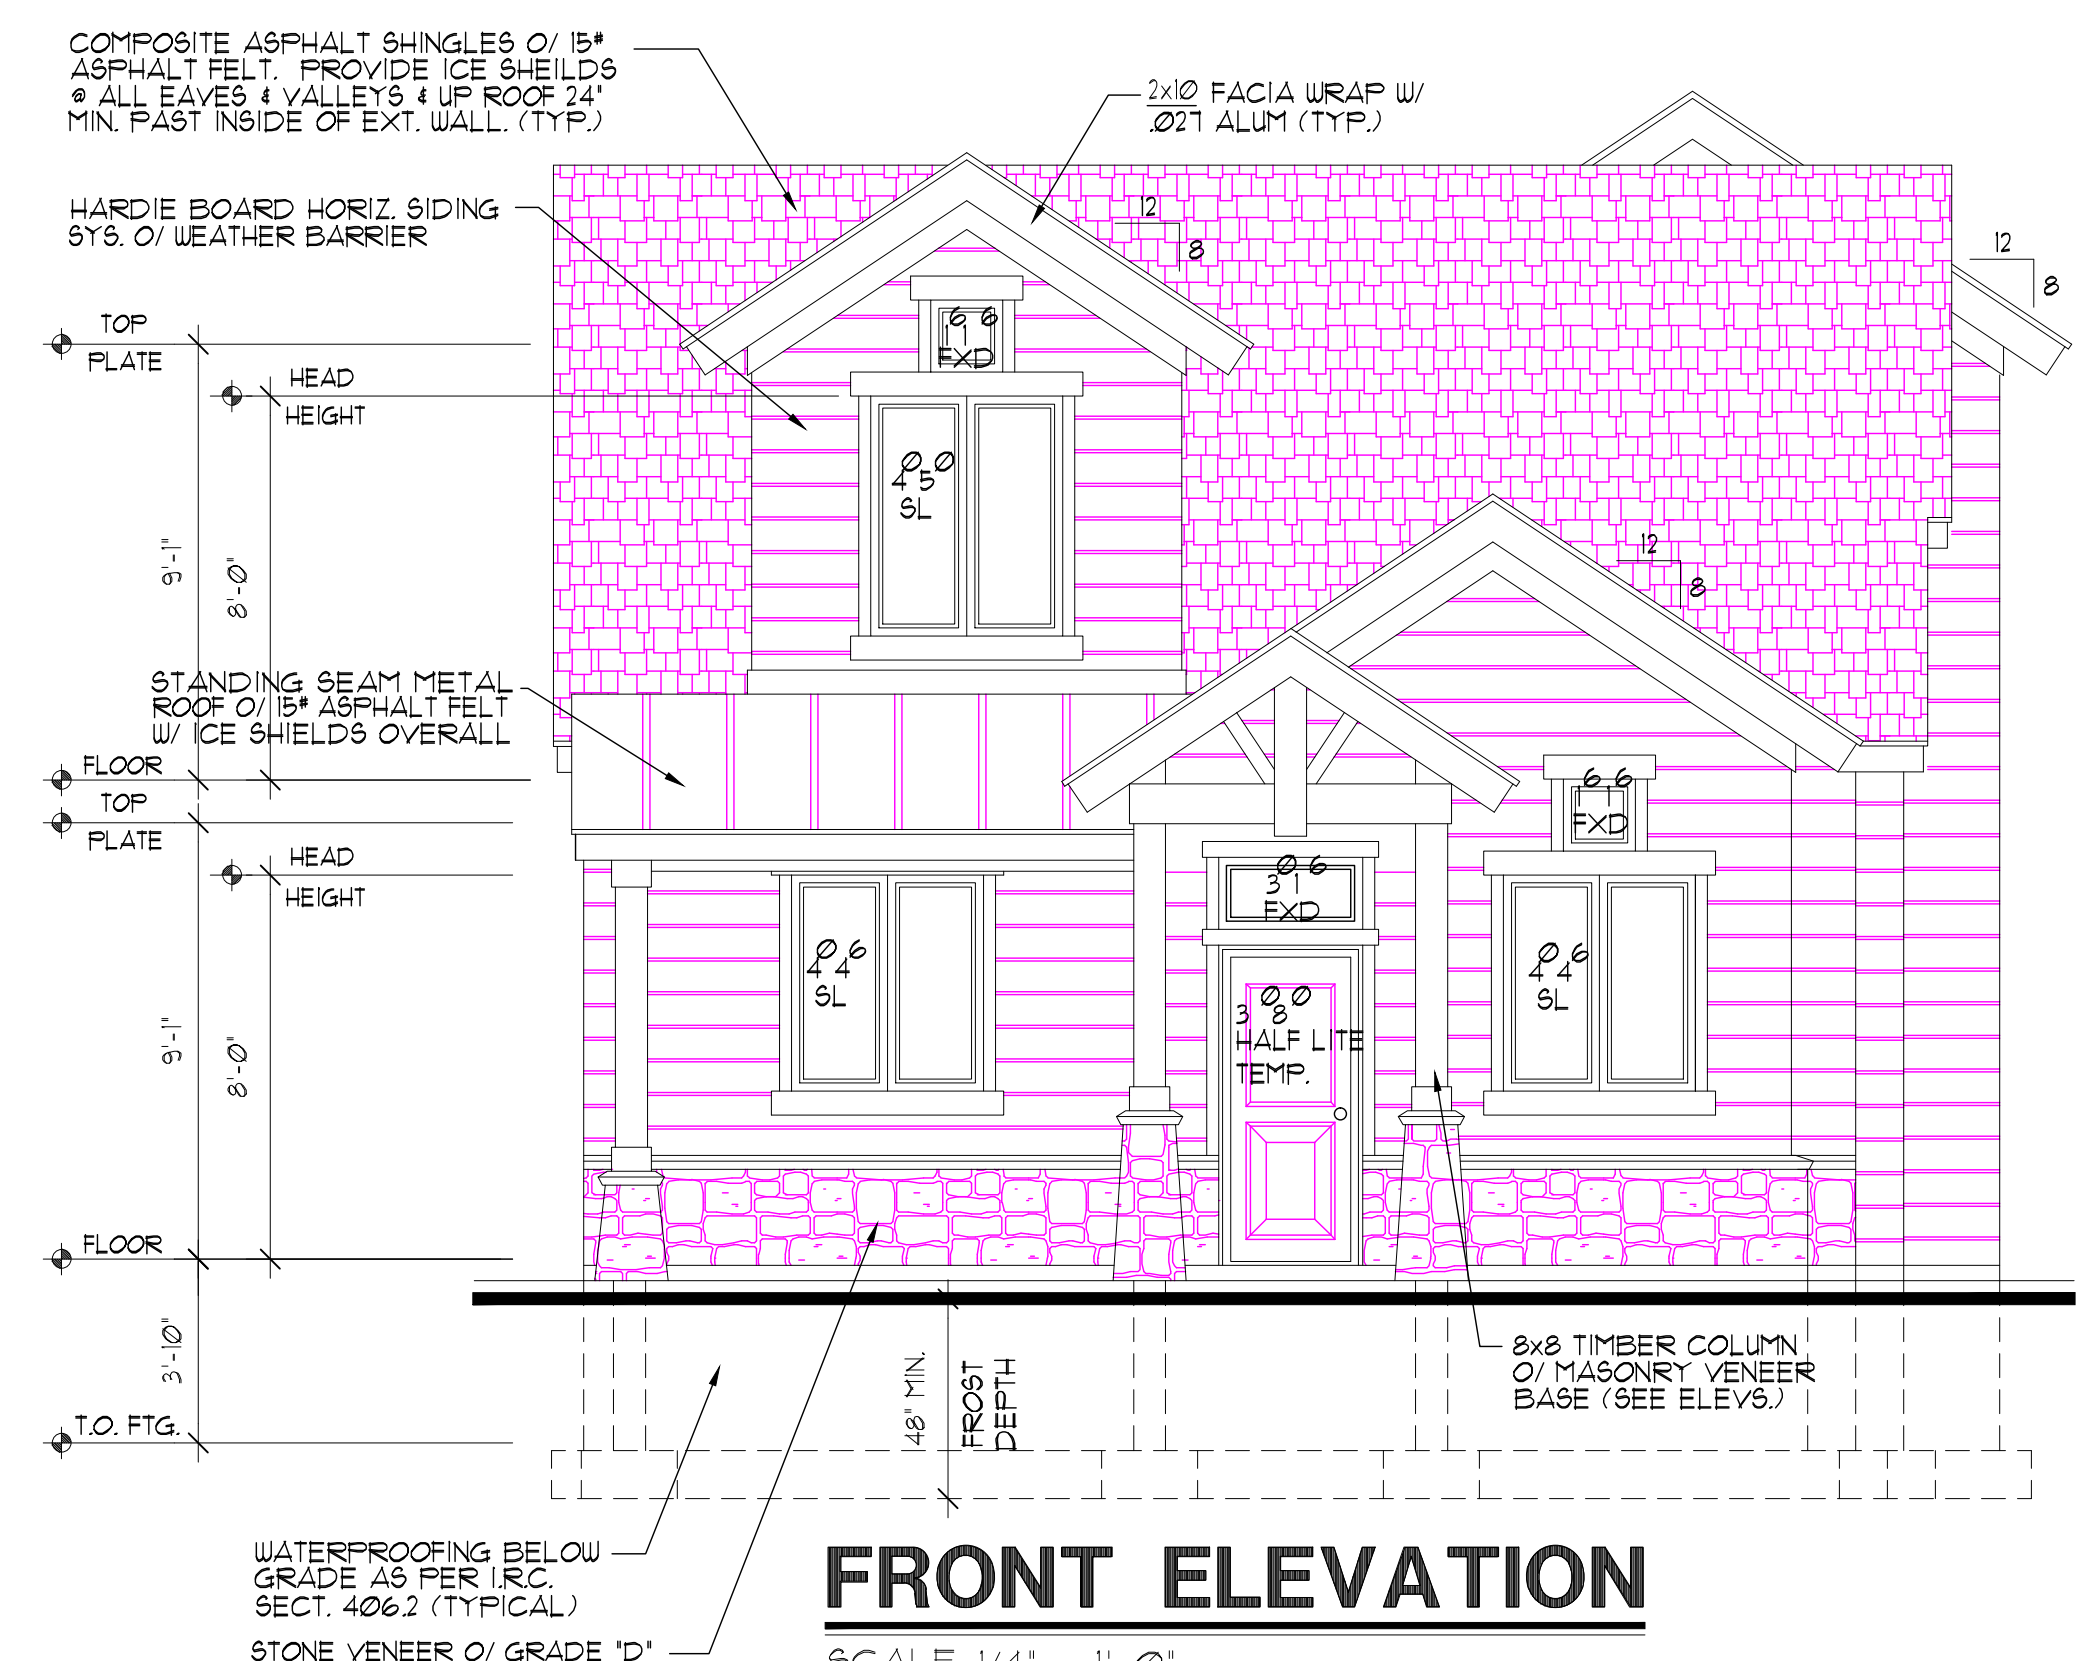 COMPOSITE ASPHALT SHINGLES O/ 15#
ASPHALT FELT. PROVIDE ICE SHEILDS
@ ALL EAVES & VALLEYS & UP ROOF 24"
MIN. PAST INSIDE OF EXT. WALL. (TYP.)
2x10 FACIA WRAP W/
.027 ALUM (TYP.)
HARDIE BOARD HORIZ. SIDING
SYS. O/ WEATHER BARRIER
12
8
12
8
TOP
PLATE
HEAD
HEIGHT
1 6 1 6
FXD
4 0 5 0
SL
12
8
9'-1"
8'-0"
STANDING SEAM METAL
ROOF O/ 15# ASPHALT FELT
W/ ICE SHIELDS OVERALL
FLOOR
TOP
PLATE
HEAD
HEIGHT
1 6 1 6
FXD
3 0 1 6
FXD
4 0 4 6
SL
4 0 4 6
SL
3 0 8 0
HALF LITE
TEMP.
9'-1"
8'-0"
FLOOR
3'-10"
T.O. FTG.
48" MIN.
FROST
DEPTH
8x8 TIMBER COLUMN
O/ MASONRY VENEER
BASE (SEE ELEVS.)
WATERPROOFING BELOW
GRADE AS PER I.R.C.
SECT. 406.2 (TYPICAL)
STONE VENEER O/ GRADE "D"
FRONT ELEVATION
SCALE 1/4" = 1'-0"